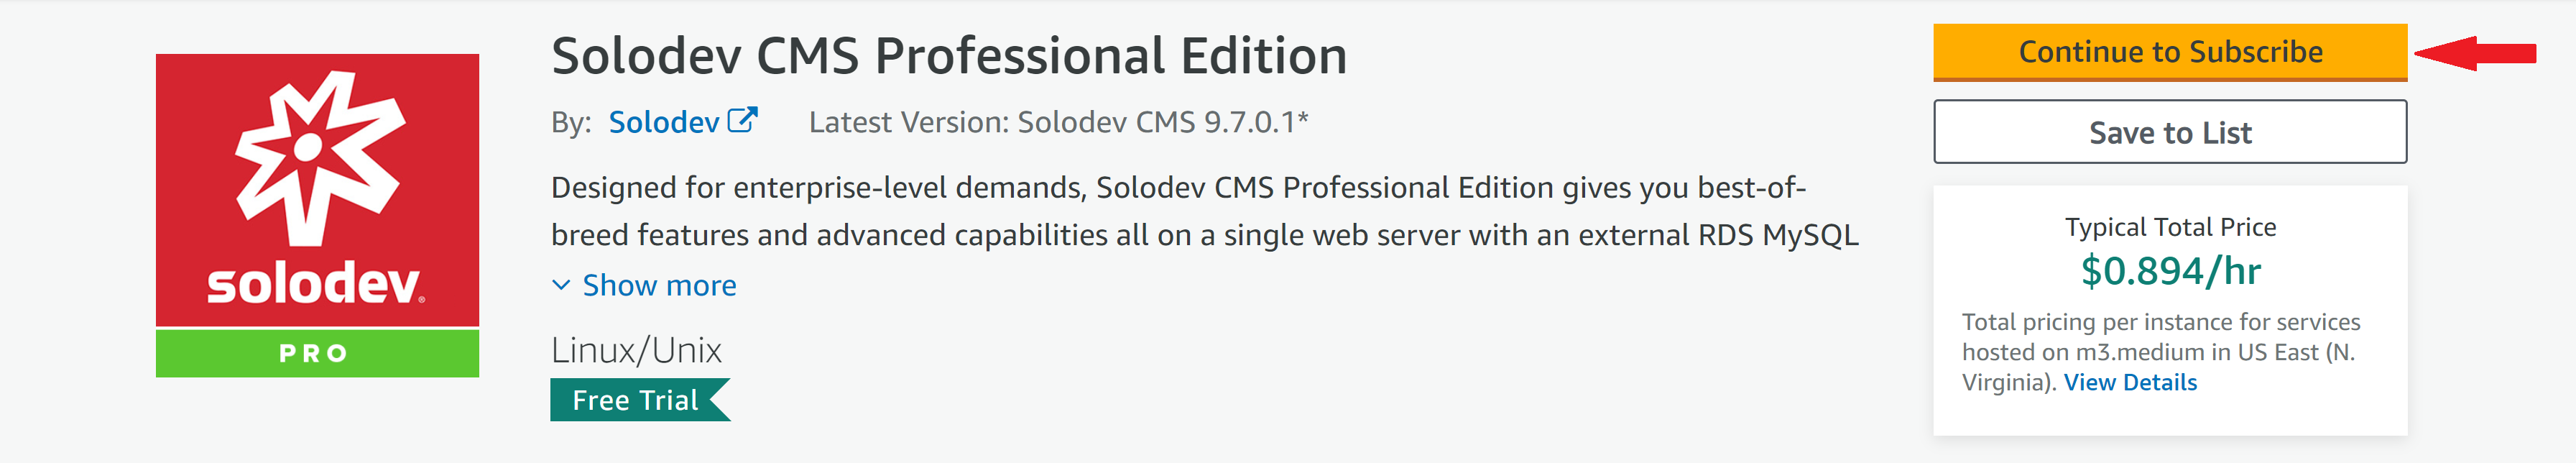 solodev®
PRO
Solodev CMS Professional Edition
By: Solodev Latest Version: Solodev CMS 9.7.0.1*
Designed for enterprise-level demands, Solodev CMS Professional Edition gives you best-of-
breed features and advanced capabilities all on a single web server with an external RDS MySQL
Show more
Linux/Unix
Free Trial
Continue to Subscribe
Save to List
Typical Total Price
$0.894/hr
Total pricing per instance for services
hosted on m3.medium in US East (N.
Virginia). View Details